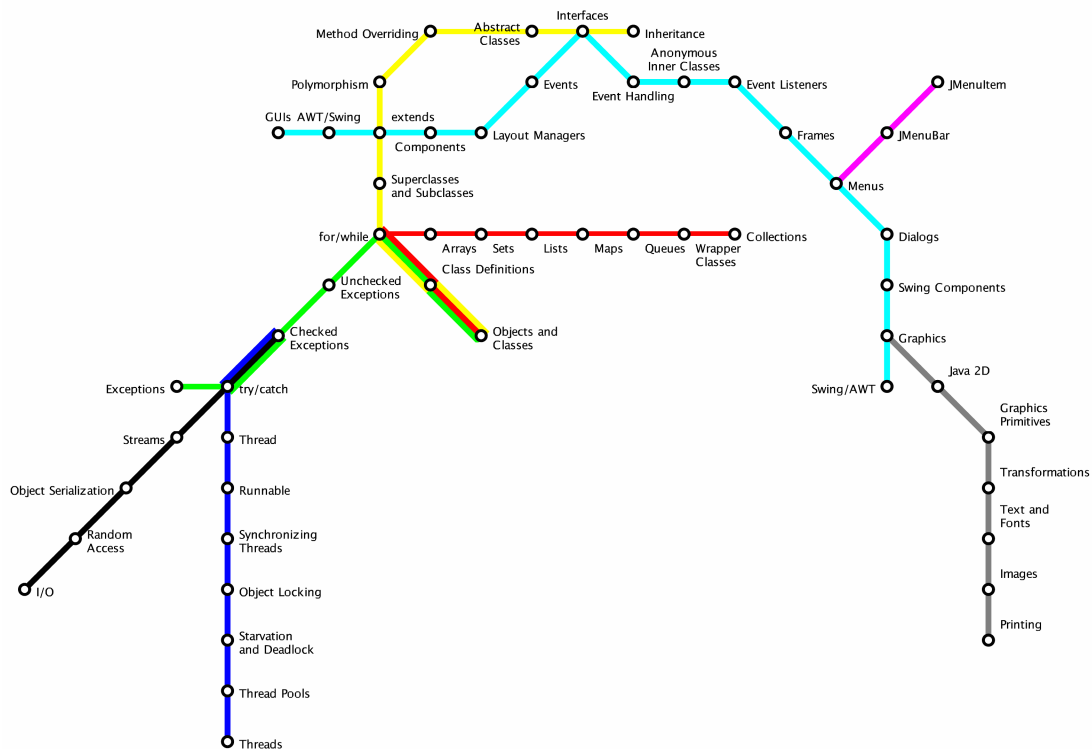 Interfaces
Method Overriding
Abstract
Classes
Inheritance
Anonymous
Inner Classes
Polymorphism
Events
Event Handling
Event Listeners
JMenuItem
GUIs
AWT/Swing
extends
Components
Layout Managers
Frames
JMenuBar
Superclasses
and Subclasses
Menus
for/while
Arrays
Sets
Lists
Maps
Queues
Wrapper
Classes
Collections
Dialogs
Class Definitions
Unchecked
Exceptions
Swing Components
Checked
Exceptions
Objects and
Classes
Graphics
Java 2D
Exceptions
try/catch
Swing/AWT
Graphics
Primitives
Streams
Thread
Transformations
Object Serialization
Runnable
Text and
Fonts
Random
Access
Synchronizing
Threads
Images
I/O
Object Locking
Printing
Starvation
and Deadlock
Thread Pools
Threads